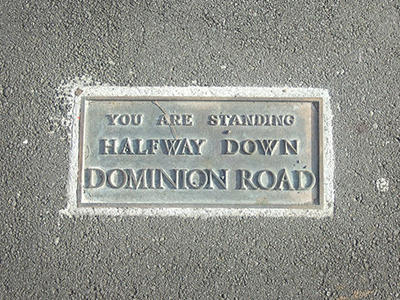 YOU ARE STANDING
HALFWAY DOWN
DOMINION ROAD